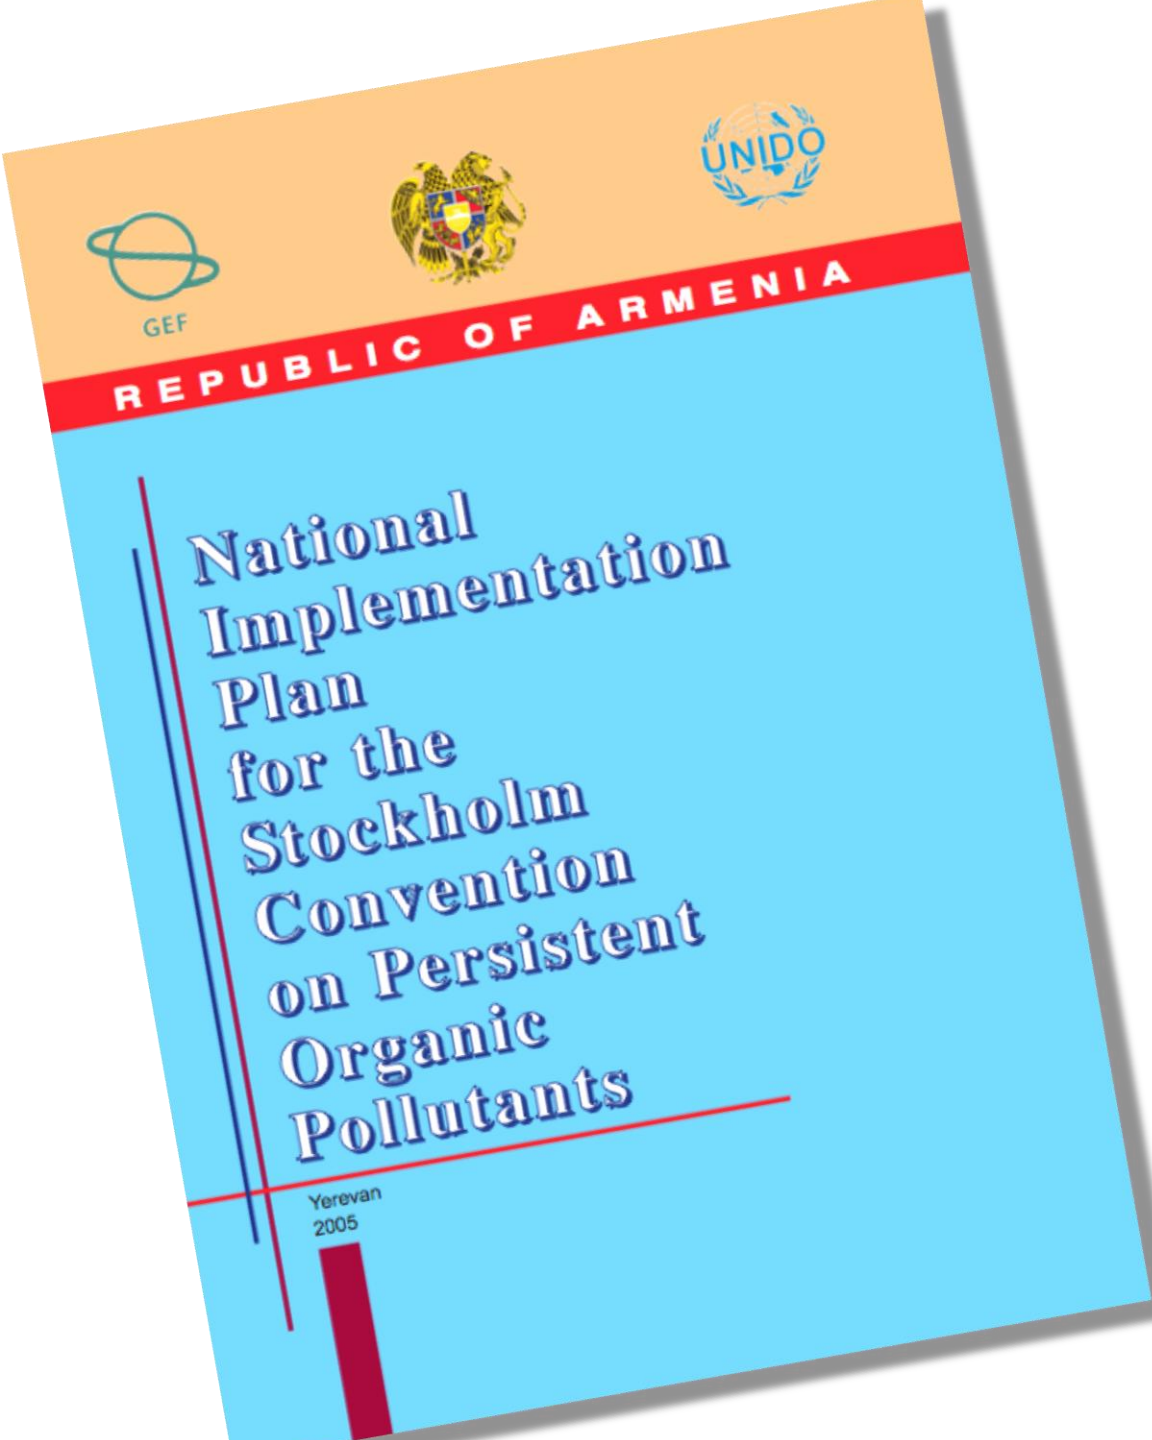 GEF
UNIDO
REPUBLIC OF ARMENIA
National
Implementation
Plan
for the
Stockholm
Convention
on Persistent
Organic
Pollutants
Yerevan
2005